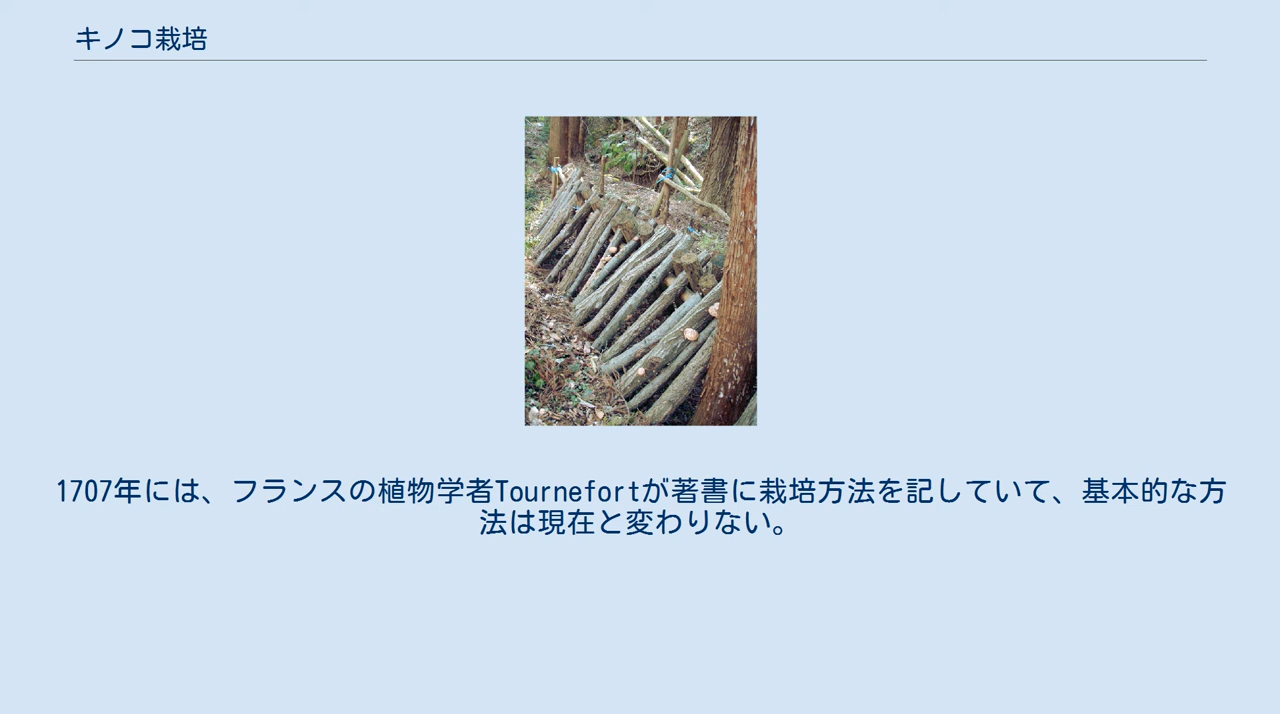 キノコ栽培
1707年には、フランスの植物学者Tournefortが著書に栽培方法を記していて、基本的な方
法は現在と変わりない。